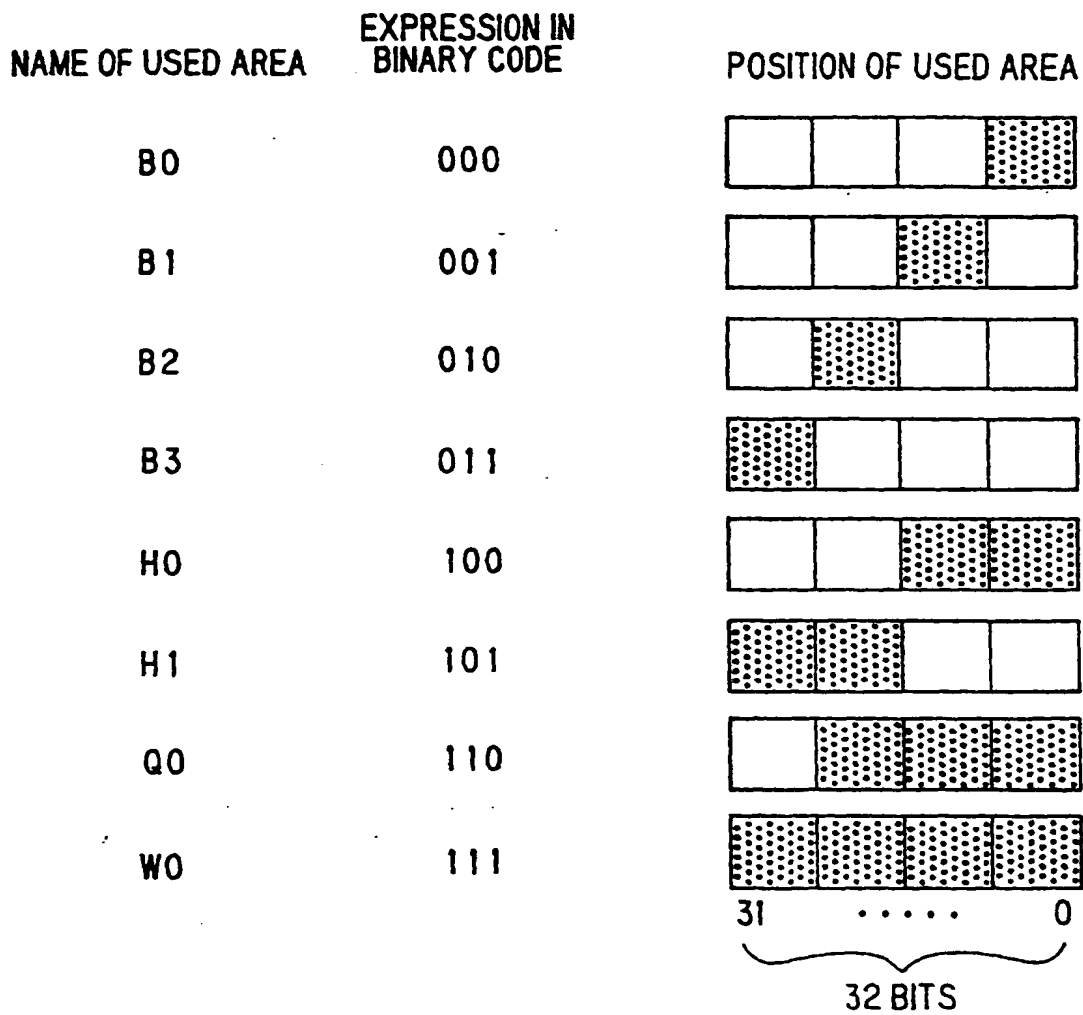 NAME OF USED AREA
EXPRESSION IN
BINARY CODE
POSITION OF USED AREA
B0 000
B1 001
B2 010
B3 011
H0 100
H1 101
Q0 110
W0 111
31 ..... 0
32 BITS